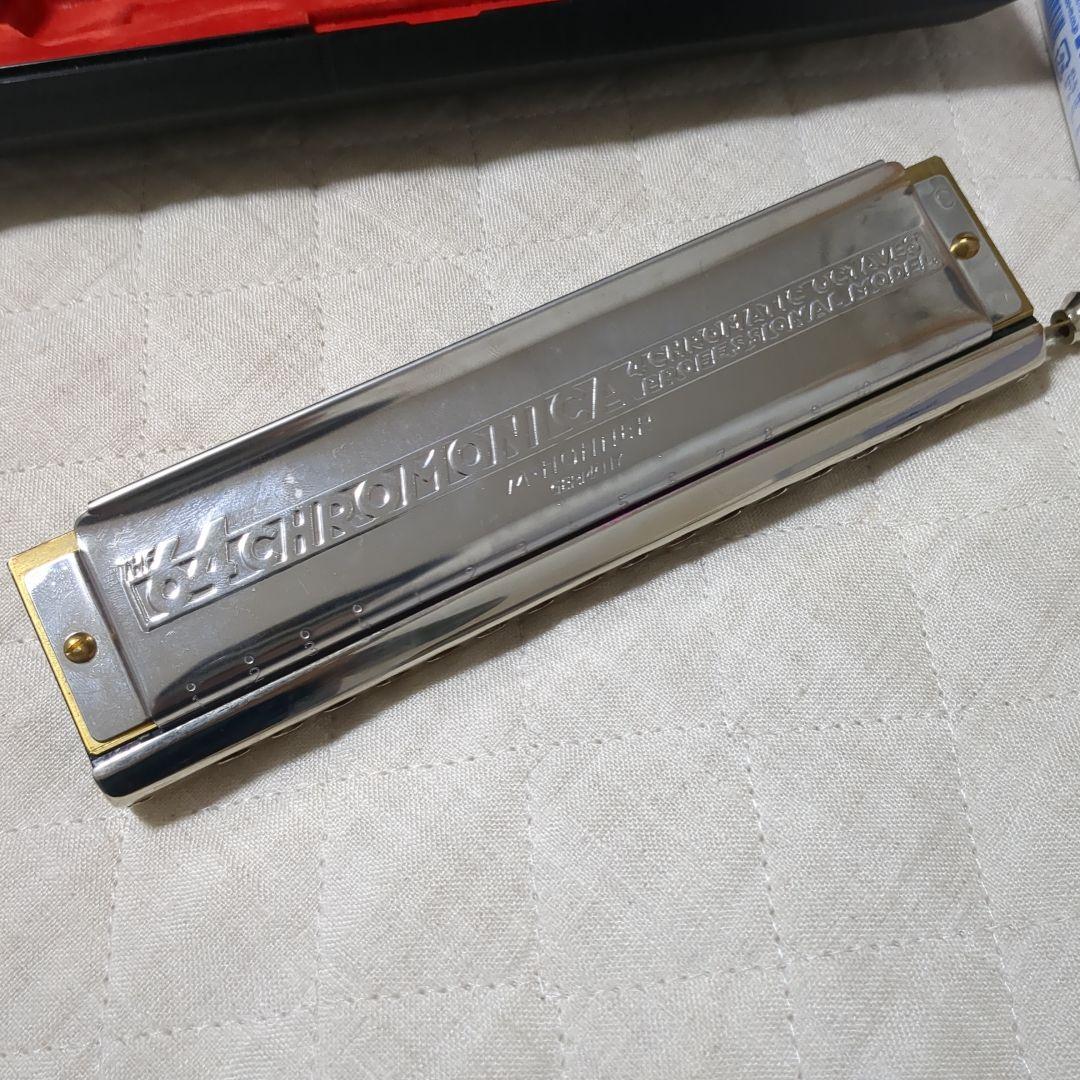 THE 64 CHROMONICA
4 CHROMATIC OCTAVES
PROFESSIONAL MODEL
M·HOHNER
GERMANY
C